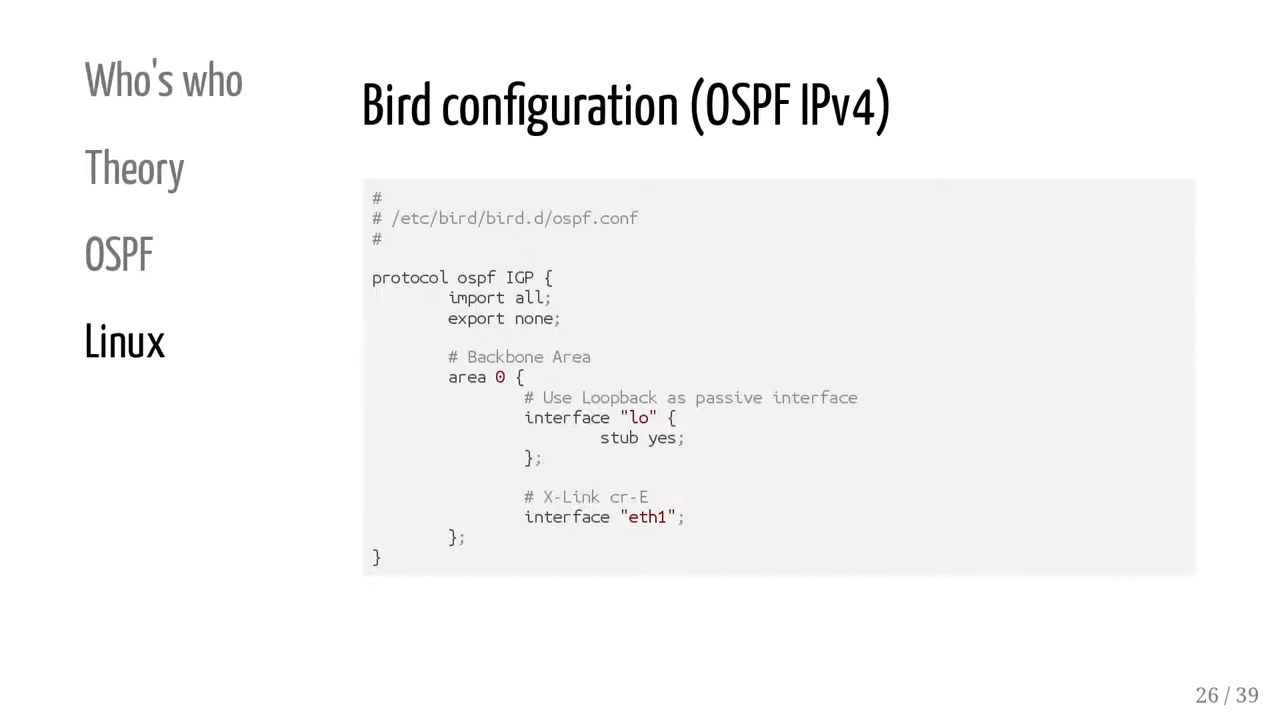 Who's who
Theory
OSPF
Linux
Bird configuration (OSPF IPv4)
#
# /etc/bird/bird.d/ospf.conf
#
protocol ospf IGP {
import all;
export none;
# Backbone Area
area 0 {
# Use Loopback as passive interface
interface "lo" {
stub yes;
};
# X-Link cr-E
interface "eth1";
};
}
26 / 39